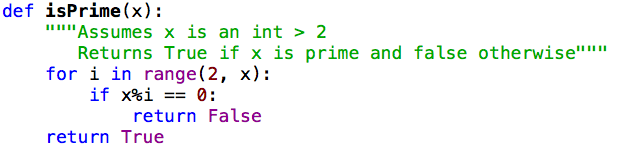 def isPrime(x):
    """Assumes x is an int > 2
       Returns True if x is prime and false otherwise"""
    for i in range(2, x):
        if x%i == 0:
            return False
    return True